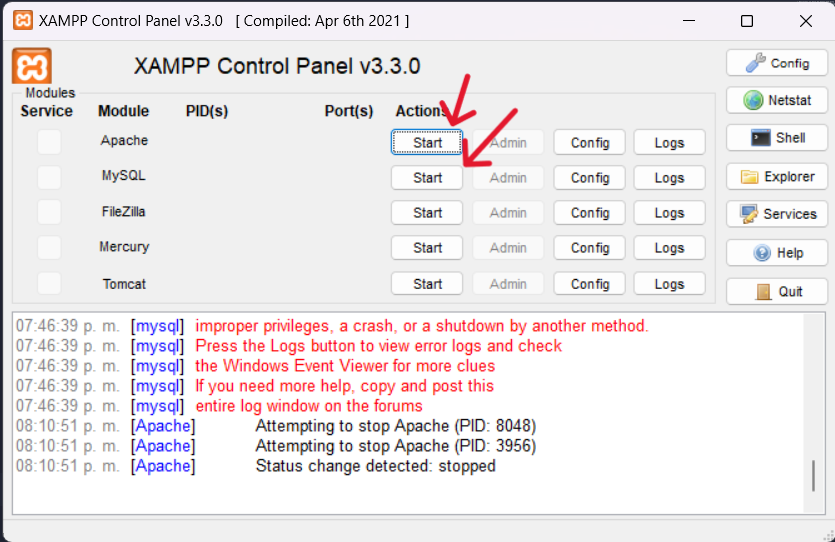 XAMPP Control Panel v3.3.0 [ Compiled: Apr 6th 2021 ]
XAMPP Control Panel v3.3.0
Config
Modules
Service Module PID(s) Port(s) Actions
Netstat
Apache Start Admin Config Logs
Shell
MySQL Start Admin Config Logs
Explorer
FileZilla Start Admin Config Logs
Services
Mercury Start Admin Config Logs
Help
Tomcat Start Admin Config Logs
Quit
07:46:39 p. m. [mysql] improper privileges, a crash, or a shutdown by another method.
07:46:39 p. m. [mysql] Press the Logs button to view error logs and check
07:46:39 p. m. [mysql] the Windows Event Viewer for more clues
07:46:39 p. m. [mysql] If you need more help, copy and post this
07:46:39 p. m. [mysql] entire log window on the forums
08:10:51 p. m. [Apache] Attempting to stop Apache (PID: 8048)
08:10:51 p. m. [Apache] Attempting to stop Apache (PID: 3956)
08:10:51 p. m. [Apache] Status change detected: stopped